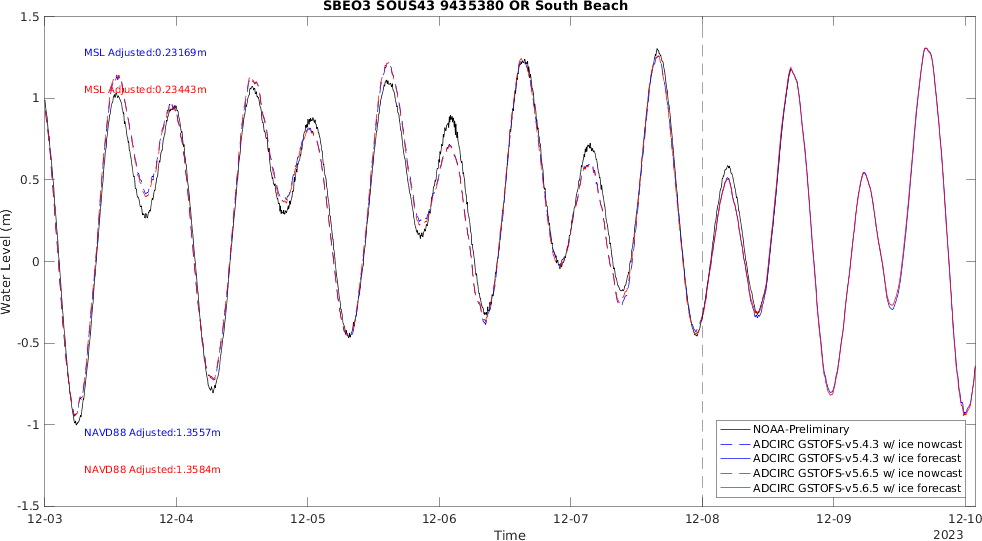 SBEO3 SOUS43 9435380 OR South Beach
1.5
MSL Adjusted:0.23169m
MSL Adjusted:0.23443m
1
0.5
Water Level (m)
0
-0.5
-1
NAVD88 Adjusted:1.3557m
NAVD88 Adjusted:1.3584m
NOAA-Preliminary
ADCIRC GSTOFS-v5.4.3 w/ ice nowcast
ADCIRC GSTOFS-v5.4.3 w/ ice forecast
ADCIRC GSTOFS-v5.6.5 w/ ice nowcast
ADCIRC GSTOFS-v5.6.5 w/ ice forecast
-1.5
12-03 12-04 12-05 12-06 12-07 12-08 12-09 12-10
Time
2023